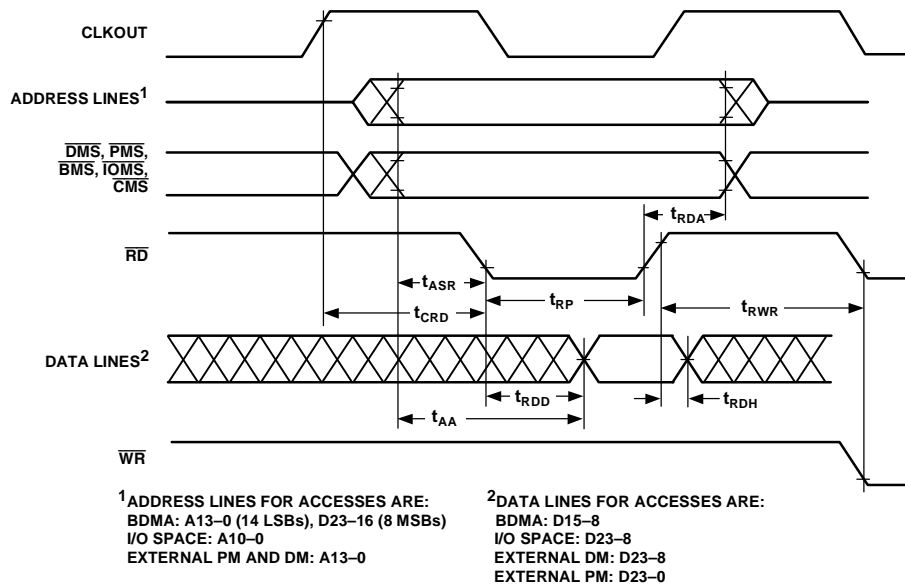 CLKOUT
ADDRESS LINES1
DMS, PMS,
BMS, IOMS,
CMS
tRDA
RD
tASR
tRP
tCRD
tRWR
DATA LINES2
tRDD
tRDH
tAA
WR
1ADDRESS LINES FOR ACCESSES ARE:
BDMA: A13–0 (14 LSBs), D23–16 (8 MSBs)
I/O SPACE: A10–0
EXTERNAL PM AND DM: A13–0
2DATA LINES FOR ACCESSES ARE:
BDMA: D15–8
I/O SPACE: D23–8
EXTERNAL DM: D23–8
EXTERNAL PM: D23–0